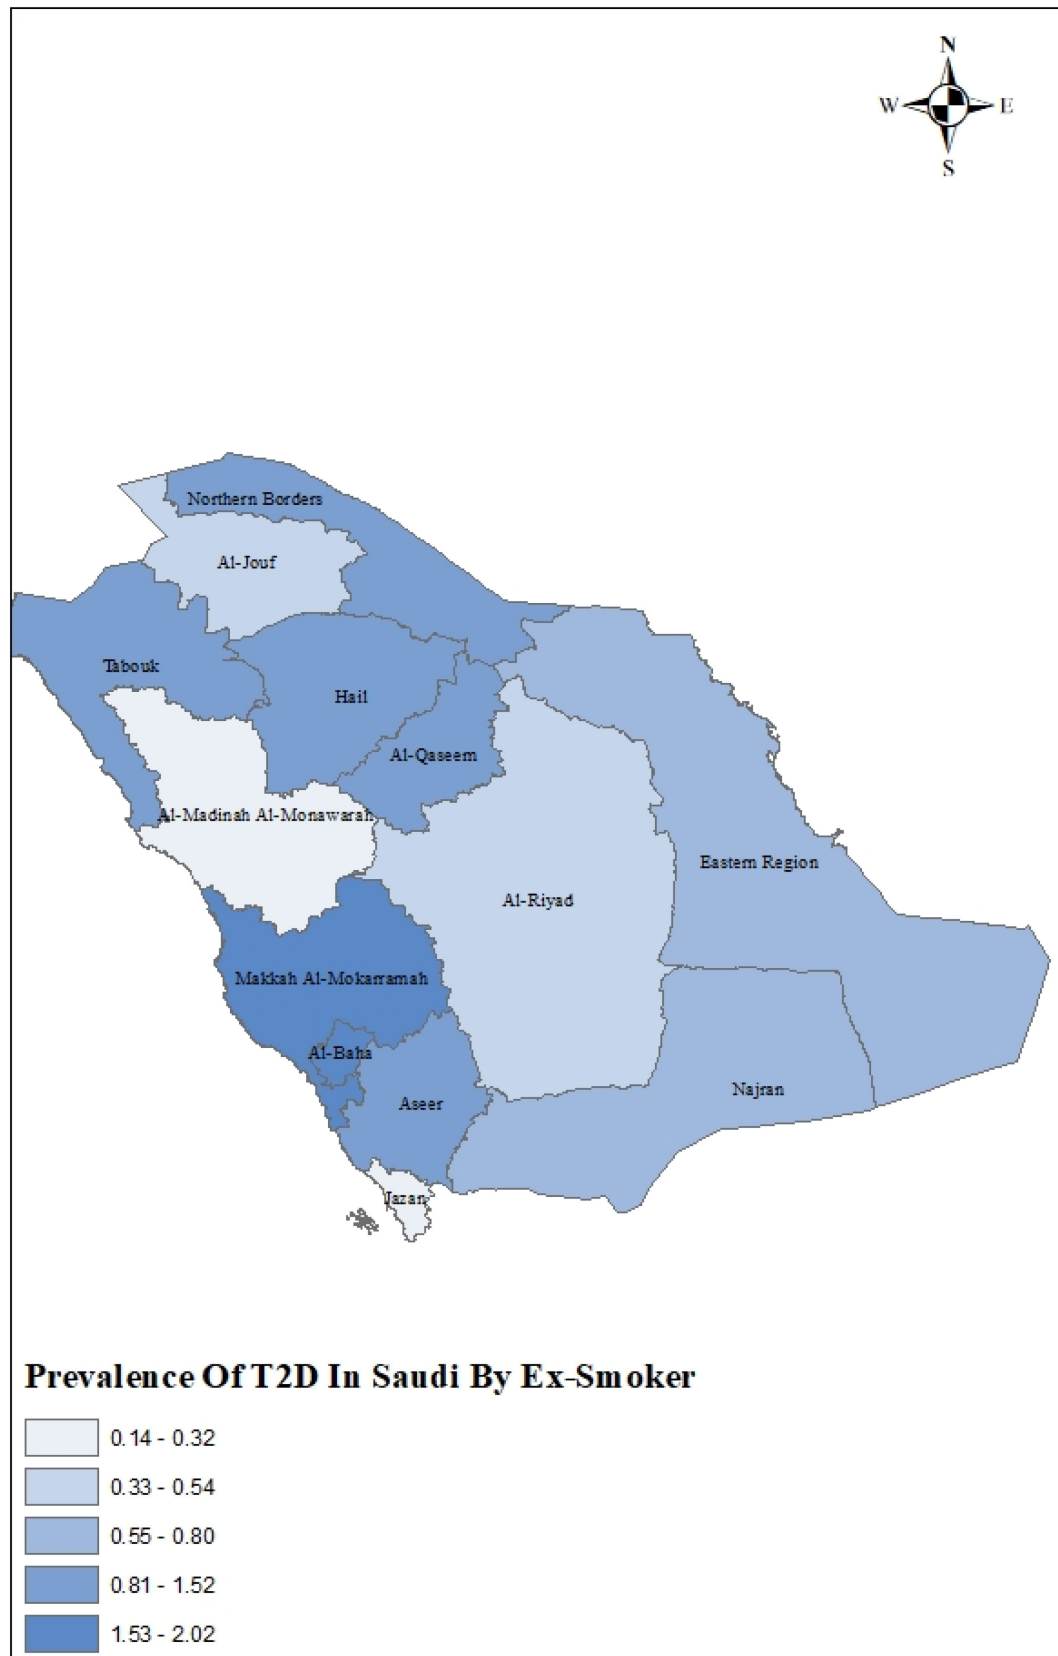 N
W E
S
Northern Borders
Al-Jouf
Tabouk
Hail
Al-Qaseem
Al-Madinah Al-Monawarah
Eastern Region
Al-Riyad
Makkah Al-Mokarramah
Al-Baha
Najran
Aseer
Jazan
Prevalence Of T2D In Saudi By Ex-Smoker
0.14 - 0.32
0.33 - 0.54
0.55 - 0.80
0.81 - 1.52
1.53 - 2.02